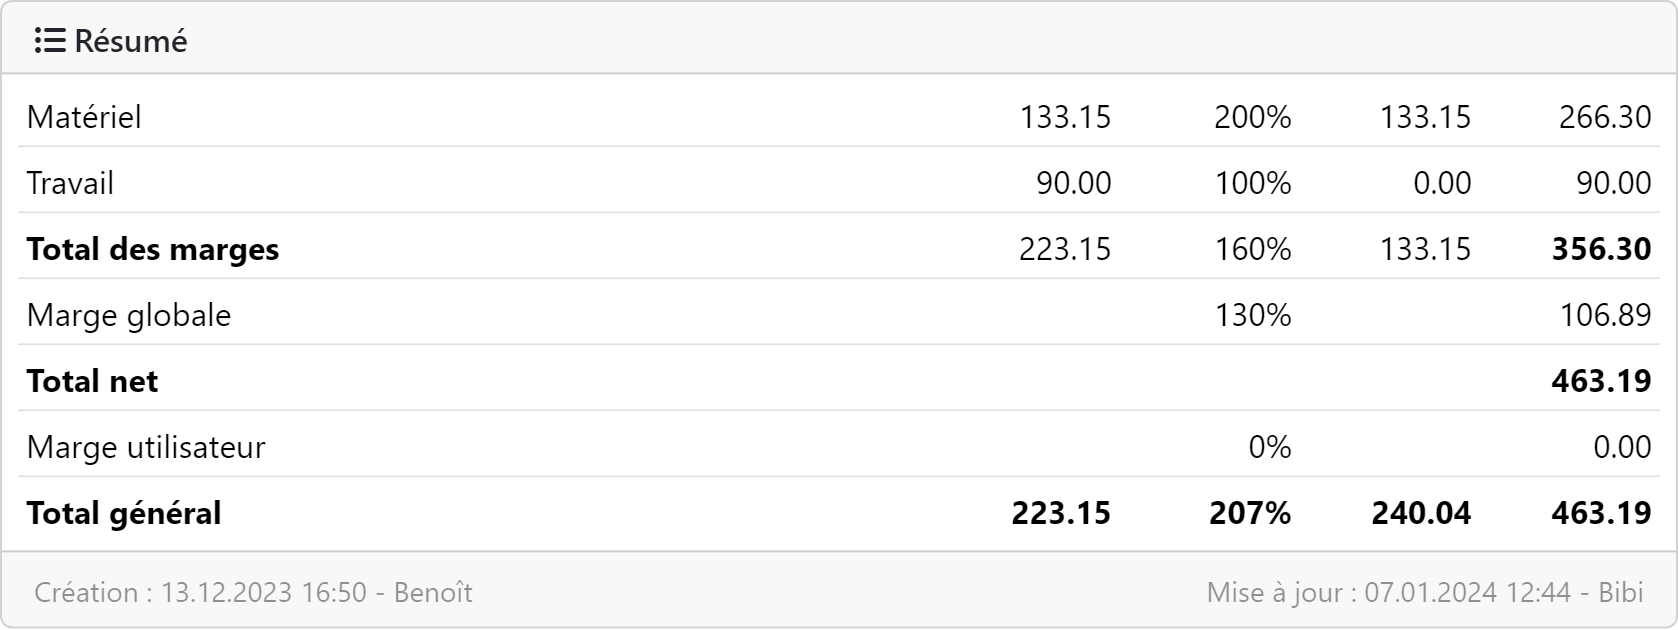 Résumé
Matériel 133.15 200% 133.15 266.30
Travail 90.00 100% 0.00 90.00
Total des marges 223.15 160% 133.15 356.30
Marge globale 130% 106.89
Total net 463.19
Marge utilisateur 0% 0.00
Total général 223.15 207% 240.04 463.19
Création : 13.12.2023 16:50 - Benoît Mise à jour : 07.01.2024 12:44 - Bibi